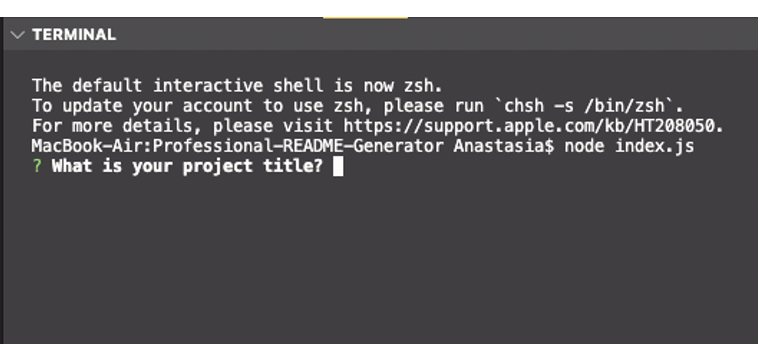 TERMINAL
The default interactive shell is now zsh.
To update your account to use zsh, please run `chsh -s /bin/zsh`.
For more details, please visit https://support.apple.com/kb/HT208050.
MacBook-Air:Professional-README-Generator Anastasia$ node index.js
? What is your project title?